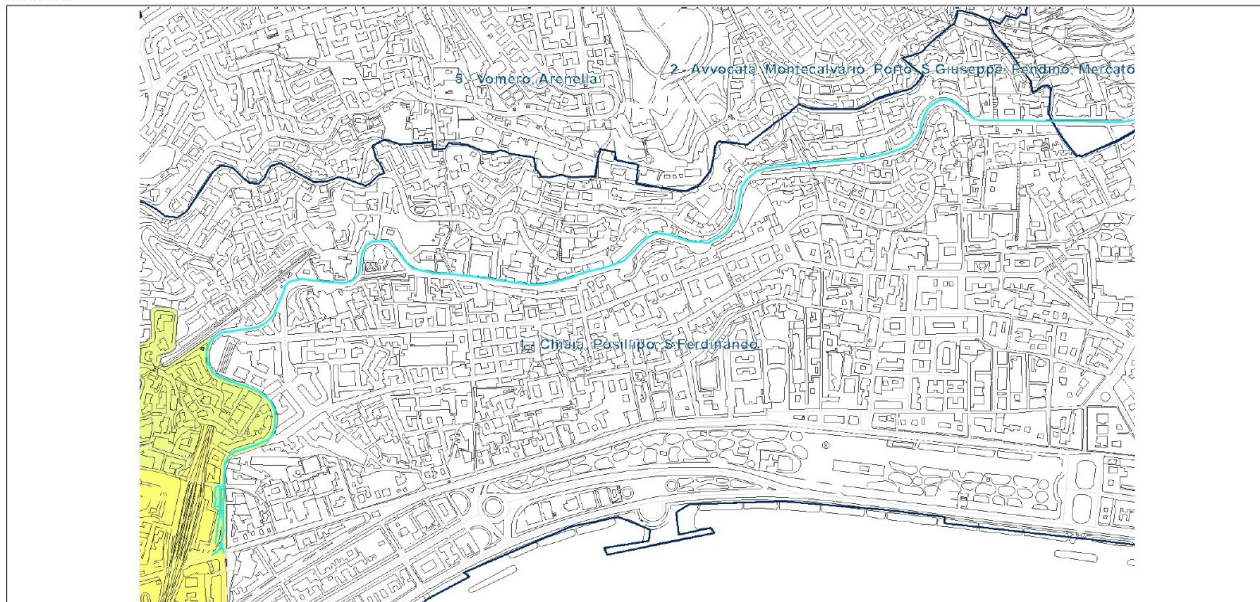 2 - Avvocata, Montecalvario, Porto, S.Giuseppe, Pendino, Mercato
5 - Vomero, Arenella
1 - Chiaia, Posillipo, S.Ferdinando